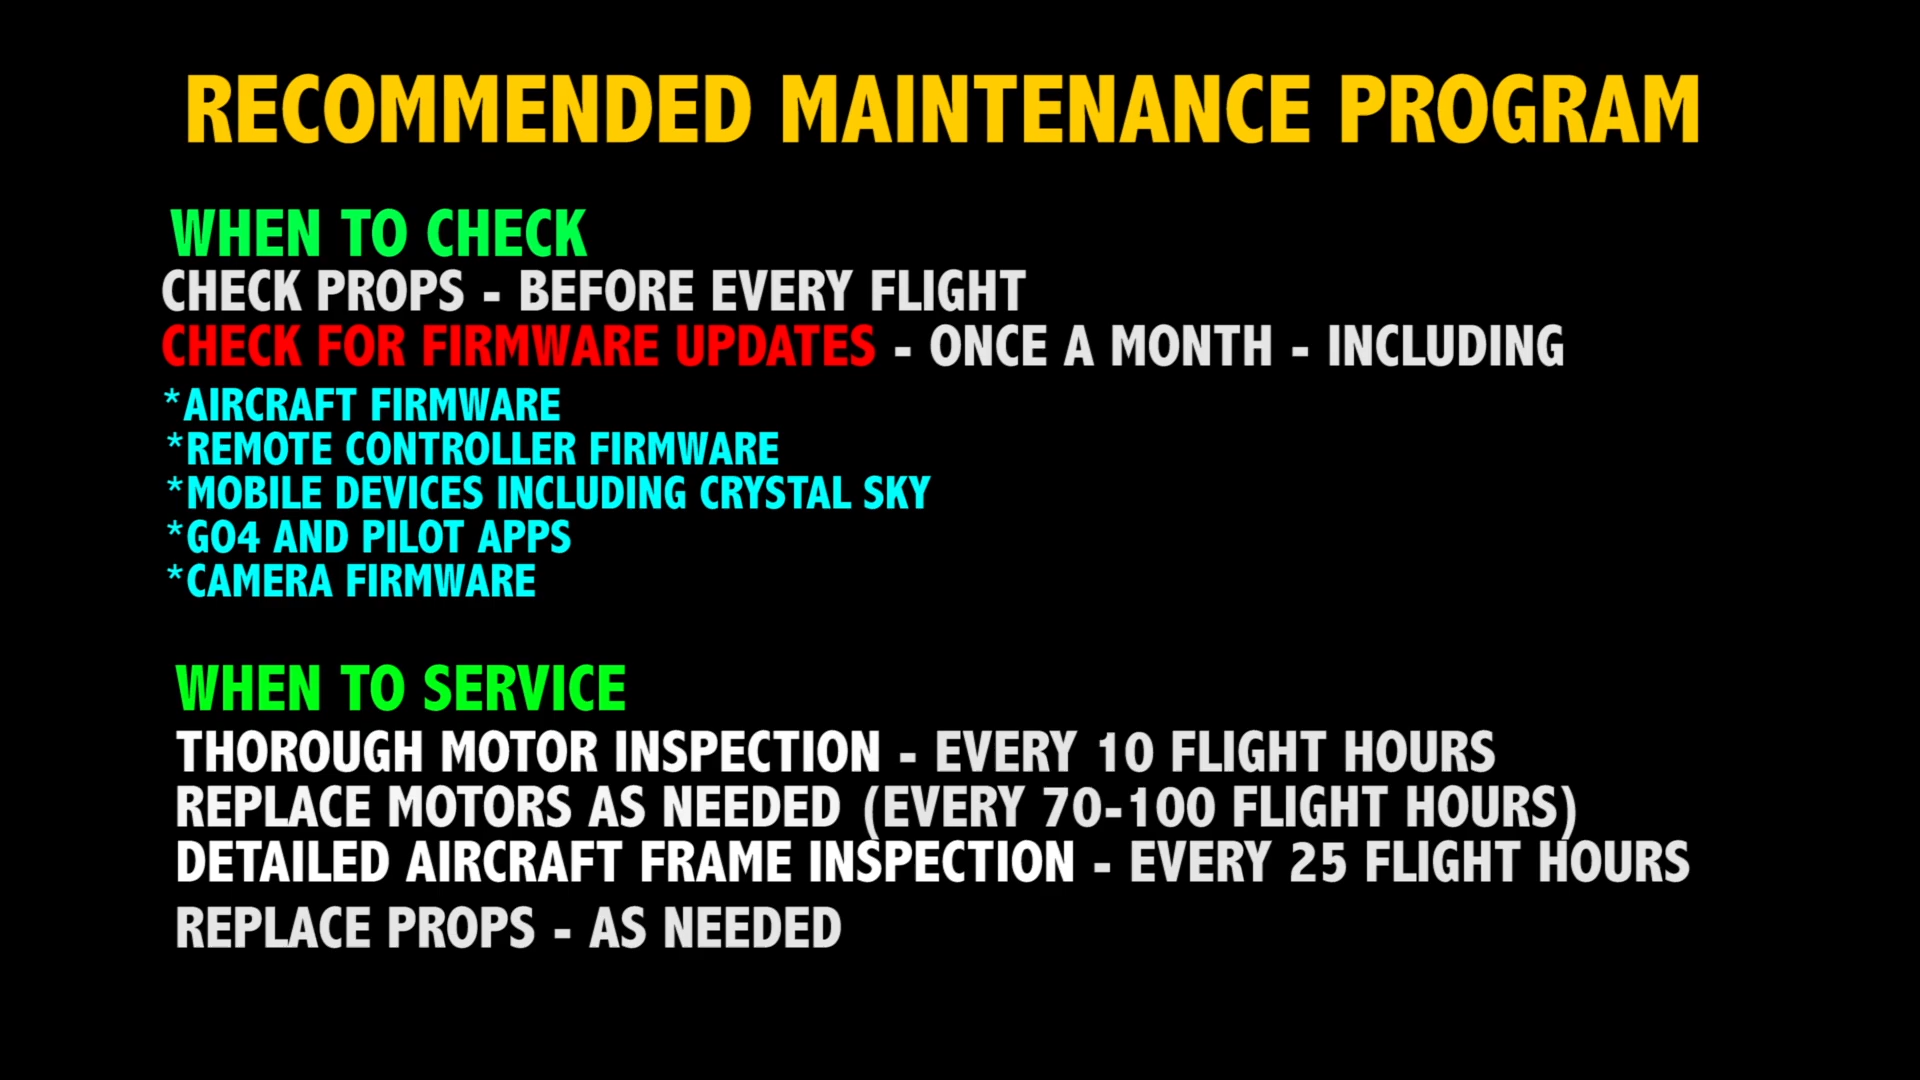 RECOMMENDED MAINTENANCE PROGRAM
WHEN TO CHECK
CHECK PROPS - BEFORE EVERY FLIGHT
CHECK FOR FIRMWARE UPDATES - ONCE A MONTH - INCLUDING
*AIRCRAFT FIRMWARE
*REMOTE CONTROLLER FIRMWARE
*MOBILE DEVICES INCLUDING CRYSTAL SKY
*GO4 AND PILOT APPS
*CAMERA FIRMWARE
WHEN TO SERVICE
THOROUGH MOTOR INSPECTION - EVERY 10 FLIGHT HOURS
REPLACE MOTORS AS NEEDED (EVERY 70-100 FLIGHT HOURS)
DETAILED AIRCRAFT FRAME INSPECTION - EVERY 25 FLIGHT HOURS
REPLACE PROPS - AS NEEDED